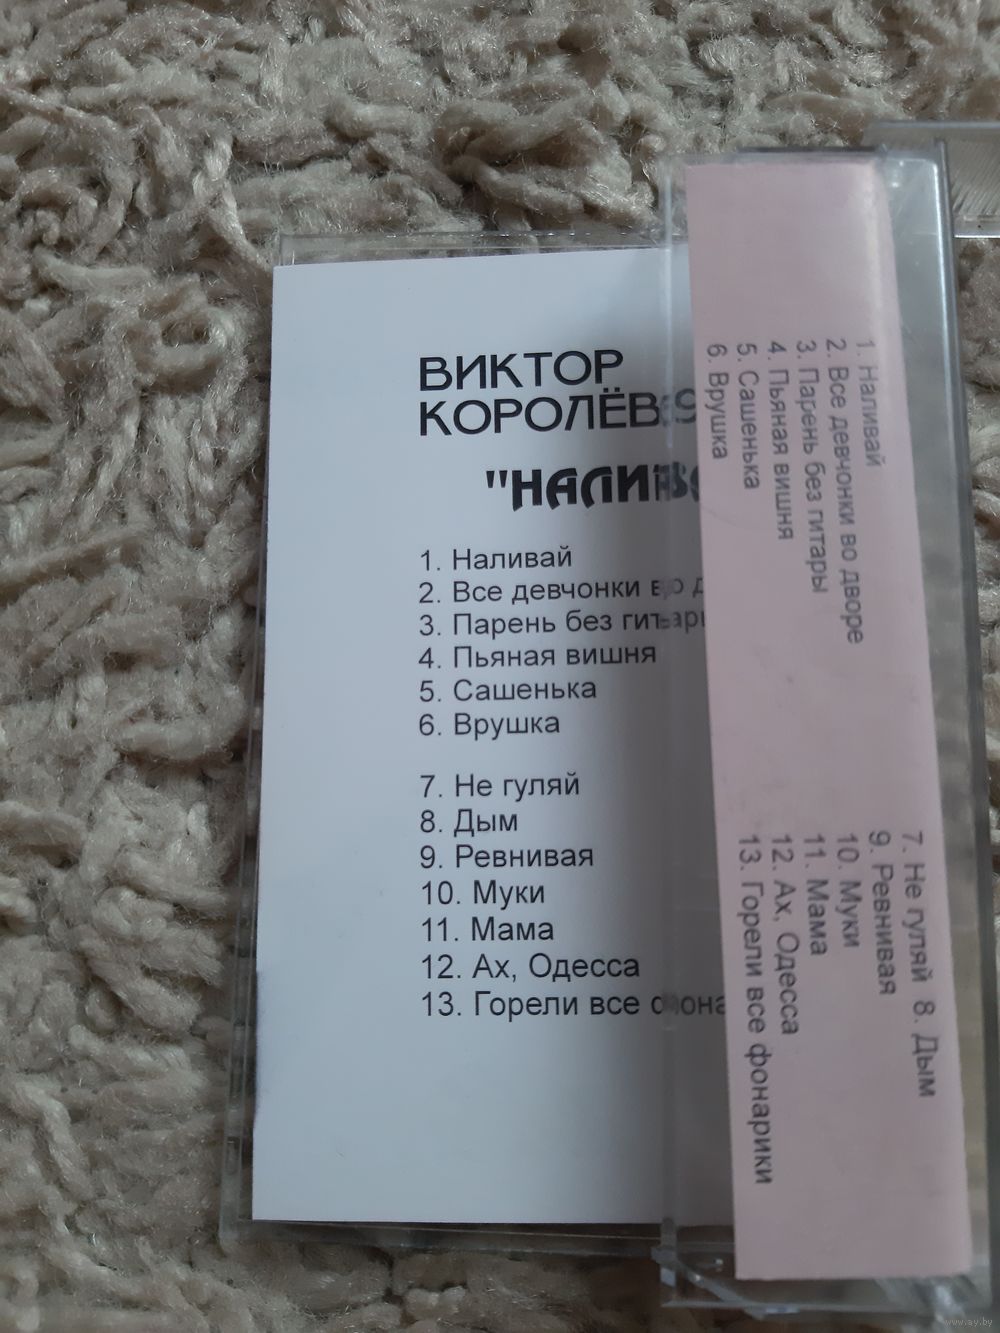 ВИКТОР
КОРОЛЁВ
"НАЛИВ
1. Наливай
2. Все девчонки во д
3. Парень без гитары
4. Пьяная вишня
5. Сашенька
6. Врушка
7. Не гуляй
8. Дым
9. Ревнивая
10. Муки
11. Мама
12. Ах, Одесса
13. Горели все фона
1. Наливай
2. Все девчонки во дворе
3. Парень без гитары
4. Пьяная вишня
5. Сашенька
6. Врушка
7. Не гуляй 8. Дым
9. Ревнивая
10. Муки
11. Мама
12. Ах, Одесса
13. Горели все фонарики
www.ay.by